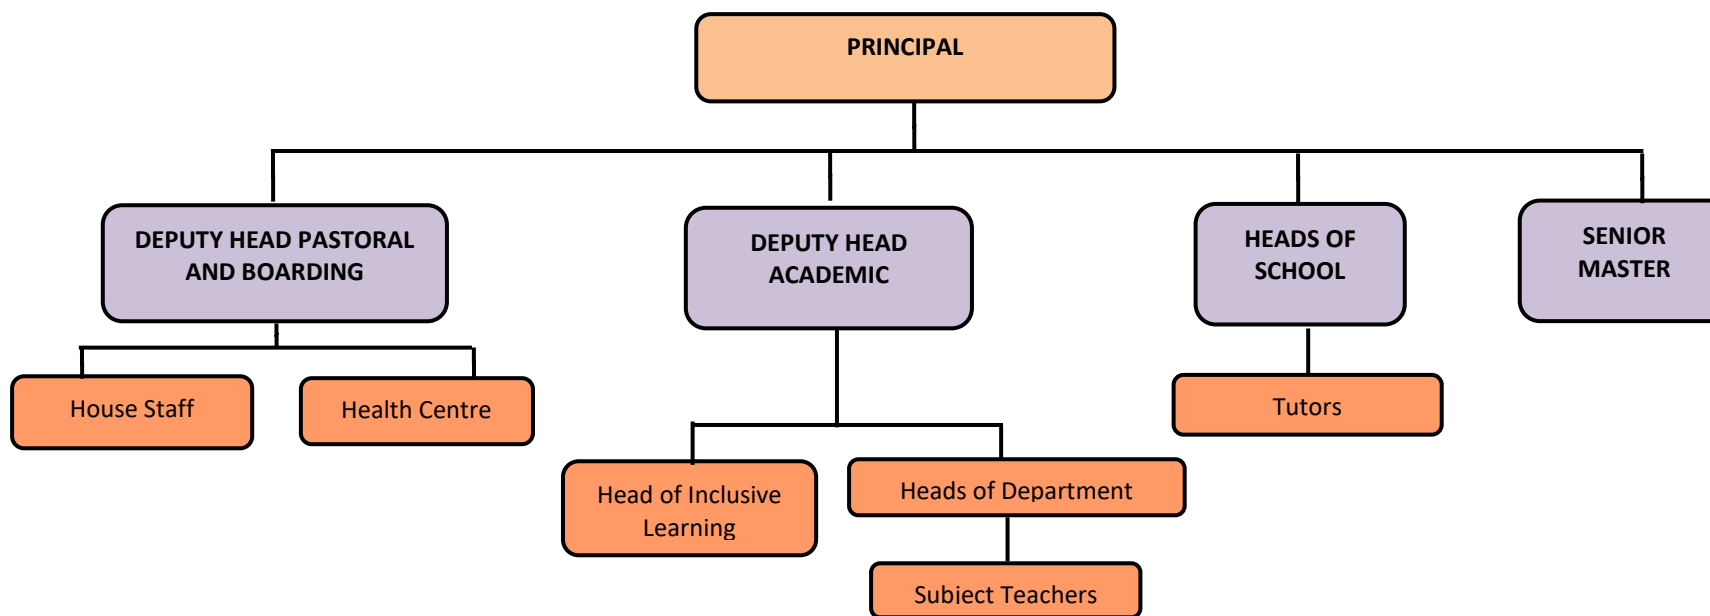 PRINCIPAL
DEPUTY HEAD PASTORAL
AND BOARDING
DEPUTY HEAD
ACADEMIC
HEADS OF
SCHOOL
SENIOR
MASTER
House Staff
Health Centre
Tutors
Head of Inclusive
Learning
Heads of Department
Subject Teachers